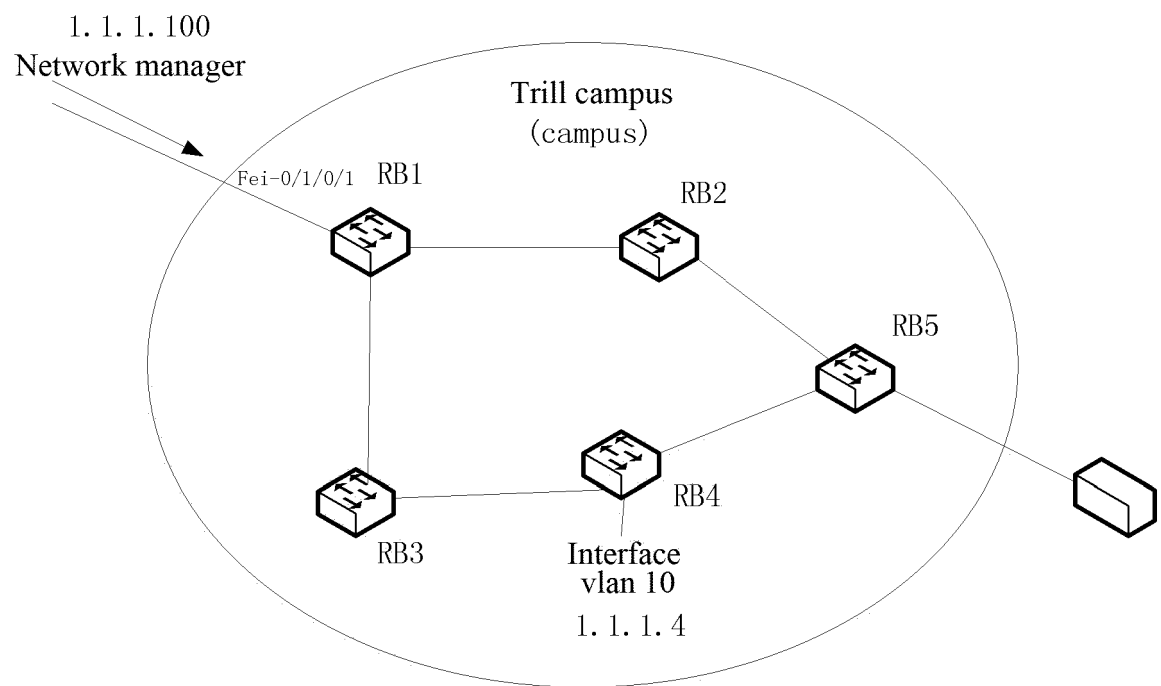 1.1.1.100
Network manager
Trill campus
(campus)
Fei-0/1/0/1
RB1
RB2
RB5
RB4
RB3
Interface
vlan 10
1.1.1.4